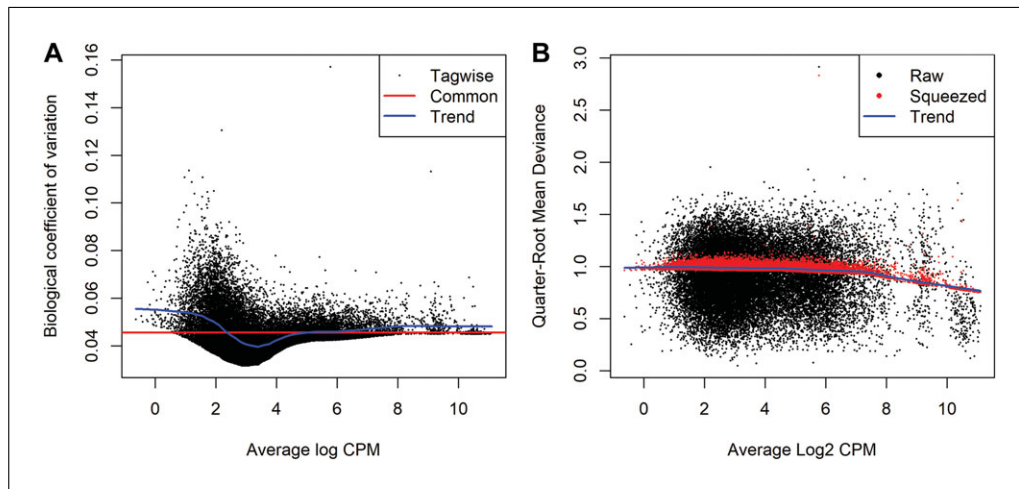 A
Biological coefficient of variation
0.16
0.14
0.12
0.10
0.08
0.06
0.04
Tagwise
Common
Trend
0 2 4 6 8 10
Average log CPM
B
Quarter-Root Mean Deviance
3.0
2.5
2.0
1.5
1.0
0.5
0.0
Raw
Squeezed
Trend
0 2 4 6 8 10
Average Log2 CPM